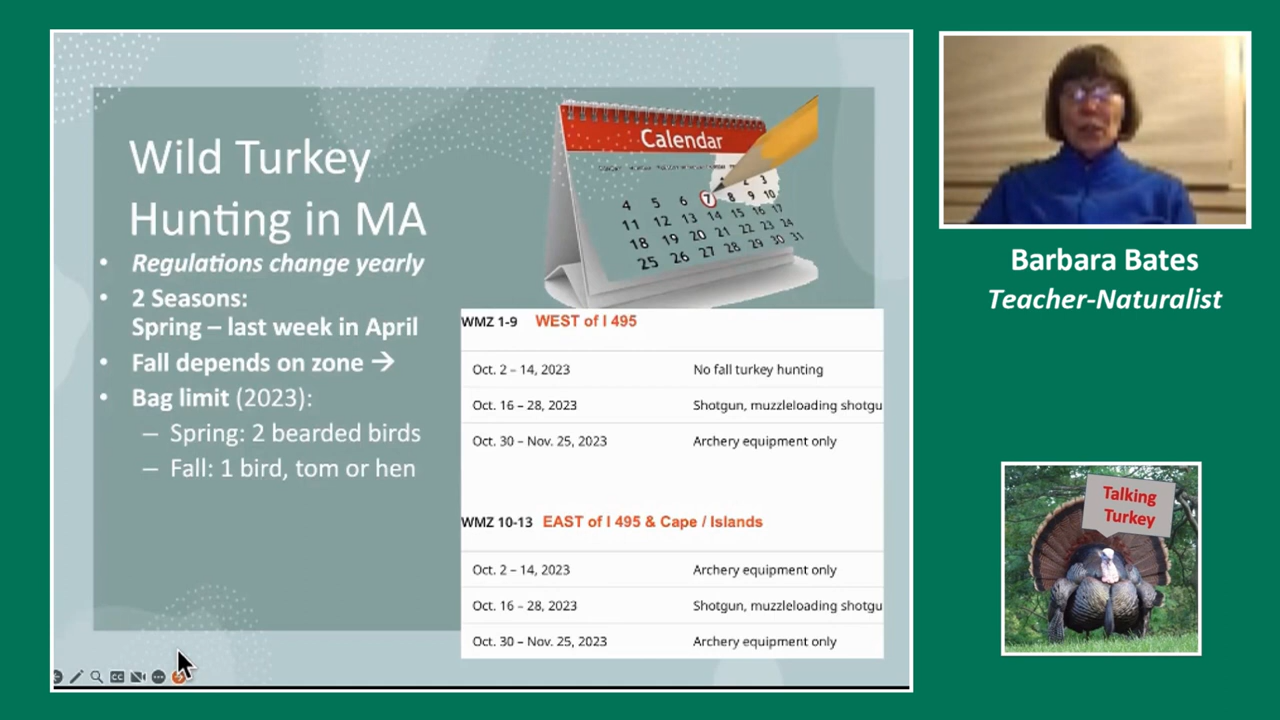 Wild Turkey
Hunting in MA
• Regulations change yearly
• 2 Seasons:
Spring – last week in April
• Fall depends on zone →
• Bag limit (2023):
– Spring: 2 bearded birds
– Fall: 1 bird, tom or hen
Calendar
1 2 3
4 5 6 7 8 9 10
11 12 13 14 15 16 17
18 19 20 21 22 23 24
25 26 27 28 29 30 31
WMZ 1-9 WEST of I 495
Oct. 2 – 14, 2023 No fall turkey hunting
Oct. 16 – 28, 2023 Shotgun, muzzleloading shotgu
Oct. 30 – Nov. 25, 2023 Archery equipment only
WMZ 10-13 EAST of I 495 & Cape / Islands
Oct. 2 – 14, 2023 Archery equipment only
Oct. 16 – 28, 2023 Shotgun, muzzleloading shotgu
Oct. 30 – Nov. 25, 2023 Archery equipment only
CC
Barbara Bates
Teacher-Naturalist
Talking
Turkey